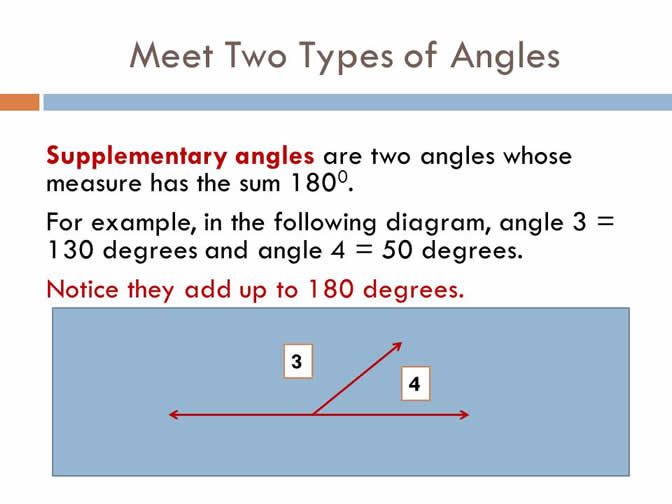 Meet Two Types of Angles
Supplementary angles are two angles whose
measure has the sum 180⁰.
For example, in the following diagram, angle 3 =
130 degrees and angle 4 = 50 degrees.
Notice they add up to 180 degrees.
3
4